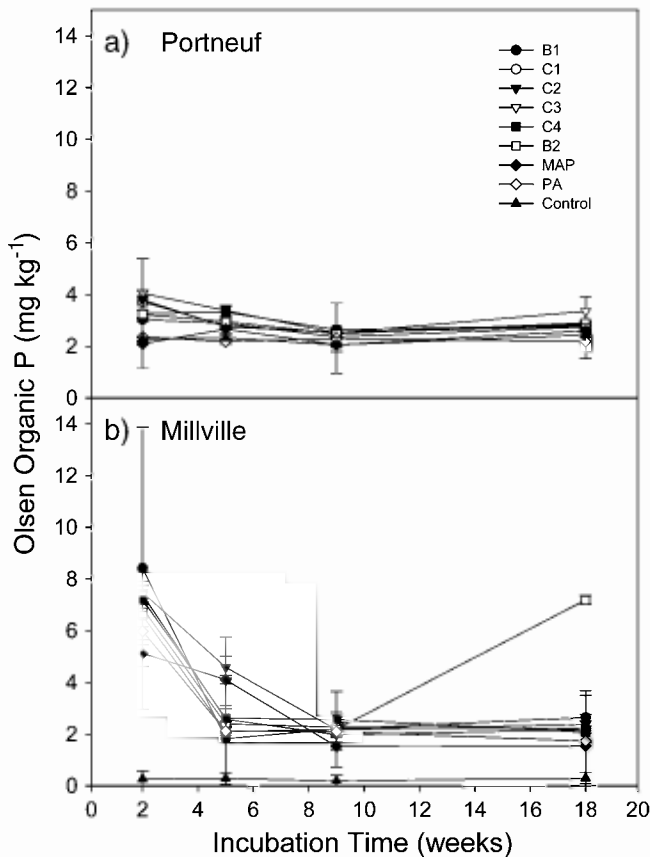 a) Portneuf
B1
C1
C2
C3
C4
B2
MAP
PA
Control
14
12
10
8
6
4
2
0
Olsen Organic P (mg kg⁻¹)
b) Millville
14
12
10
8
6
4
2
0
0 2 4 6 8 10 12 14 16 18 20
Incubation Time (weeks)